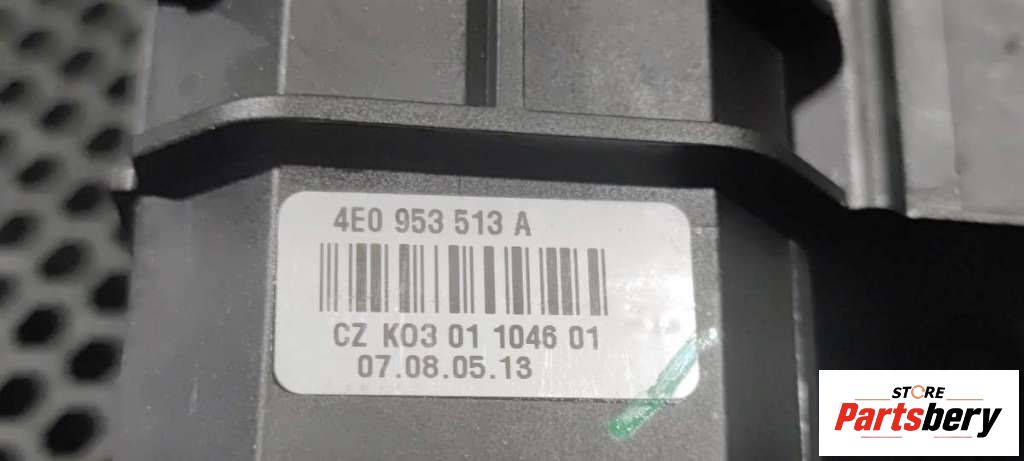 4E0 953 513 A
CZ K03 01 1046 01
07.08.05.13
STORE
Partsbery